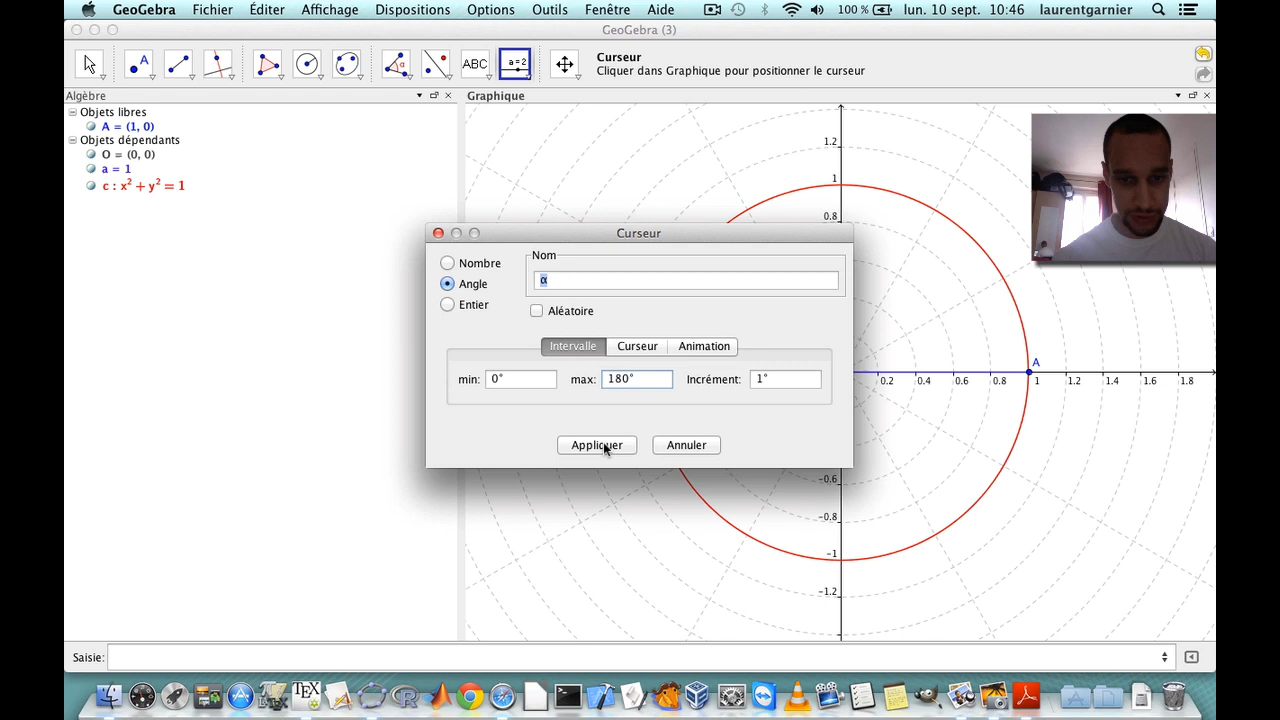 GeoGebra Fichier Éditer Affichage Dispositions Options Outils Fenêtre Aide 100 % lun. 10 sept. 10:46 laurentgarnier
GeoGebra (3)
A
α
ABC
a=2
Curseur
Cliquer dans Graphique pour positionner le curseur
Algèbre
Graphique
Objets libres
A = (1, 0)
Objets dépendants
O = (0, 0)
a = 1
c : x² + y² = 1
1.2
1
0.8
Curseur
Nombre
Angle
Entier
Nom
α
Aléatoire
Intervalle Curseur Animation
min: 0° max: 180° Incrément: 1°
Appliquer Annuler
A
0.2 0.4 0.6 0.8 1 1.2 1.4 1.6 1.8
−0.6
−0.8
−1
−1.2
Saisie:
TEX
R